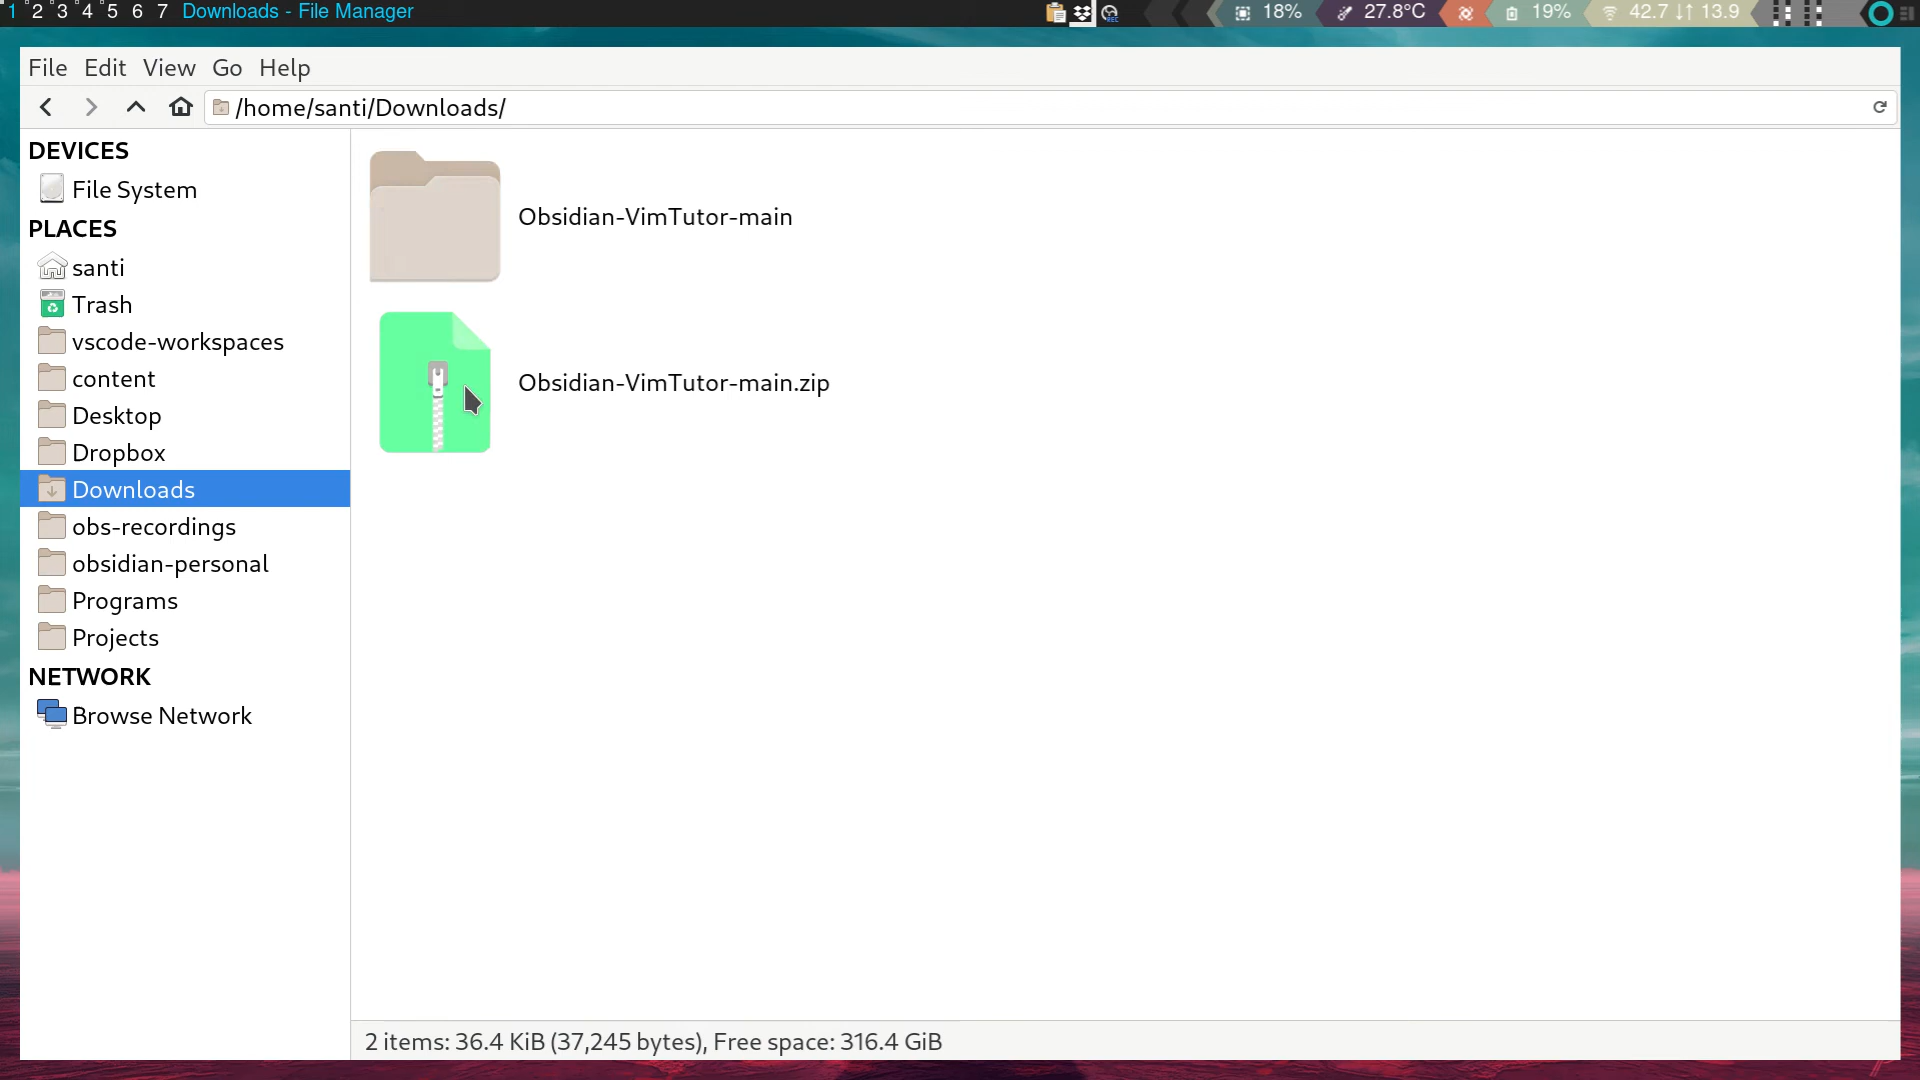 1 2 3 4 5 6 7 Downloads - File Manager 18% 27.8°C 19% 42.7 ↓↑ 13.9
File Edit View Go Help
/home/santi/Downloads/
DEVICES
File System
PLACES
santi
Trash
vscode-workspaces
content
Desktop
Dropbox
Downloads
obs-recordings
obsidian-personal
Programs
Projects
NETWORK
Browse Network
Obsidian-VimTutor-main
Obsidian-VimTutor-main.zip
2 items: 36.4 KiB (37,245 bytes), Free space: 316.4 GiB